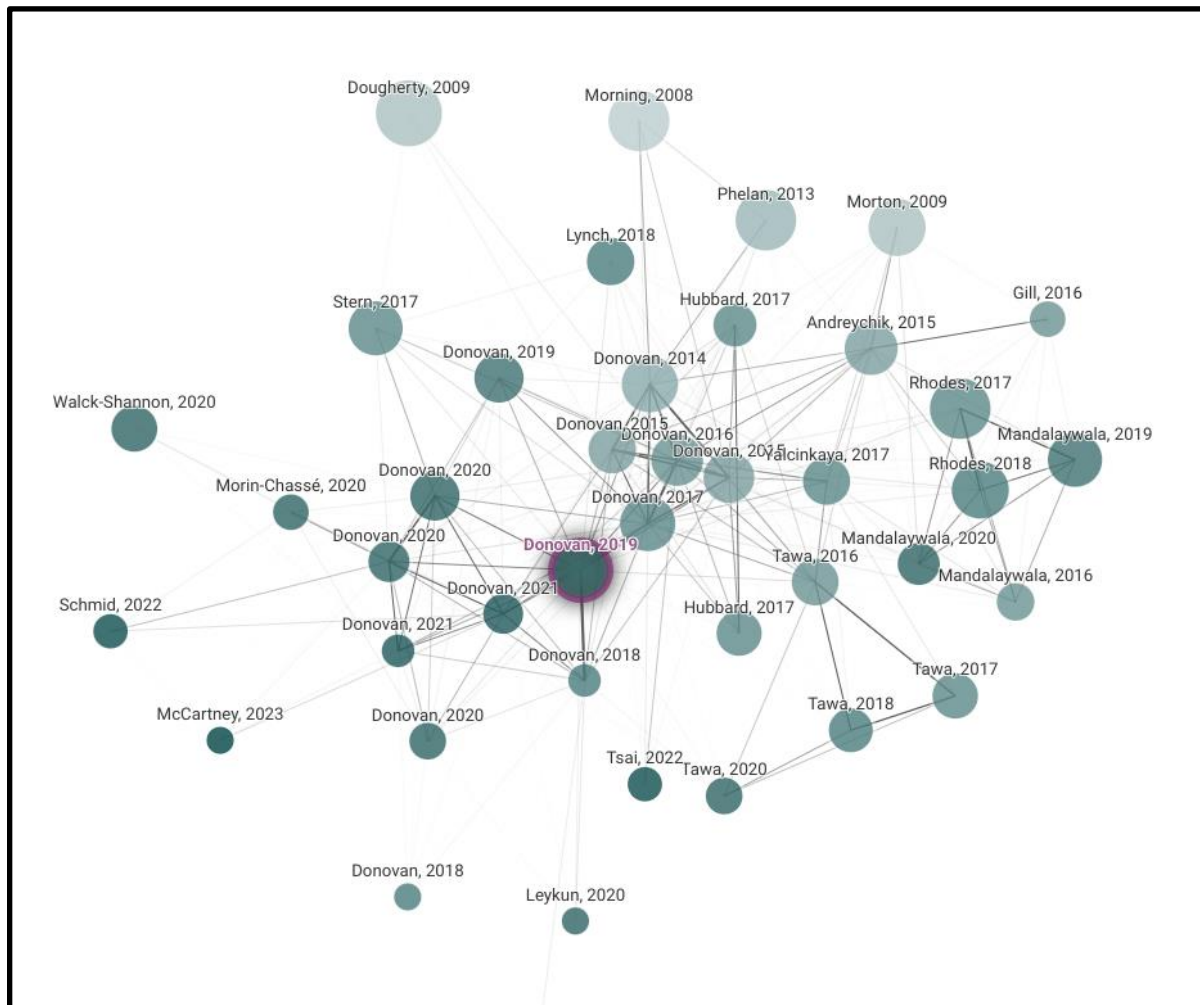 Dougherty, 2009
Morning, 2008
Phelan, 2013
Morton, 2009
Lynch, 2018
Stern, 2017
Hubbard, 2017
Gill, 2016
Andreychik, 2015
Donovan, 2019
Donovan, 2014
Rhodes, 2017
Walck-Shannon, 2020
Donovan, 2015
Donovan, 2016
Mandalaywala, 2019
Donovan, 2015
Yalcinkaya, 2017
Rhodes, 2018
Donovan, 2020
Morin-Chassé, 2020
Donovan, 2017
Donovan, 2020
Donovan, 2019
Mandalaywala, 2020
Tawa, 2016
Mandalaywala, 2016
Donovan, 2021
Schmid, 2022
Hubbard, 2017
Donovan, 2021
Donovan, 2018
Tawa, 2017
Tawa, 2018
McCartney, 2023
Donovan, 2020
Tsai, 2022
Tawa, 2020
Donovan, 2018
Leykun, 2020